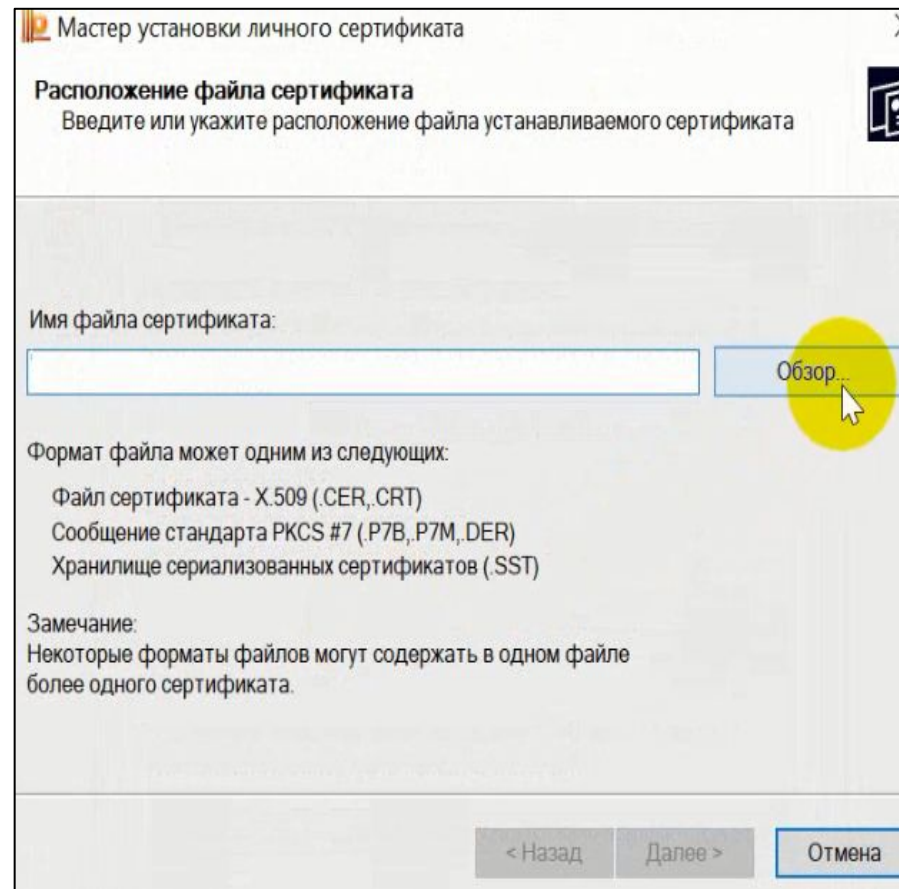 Мастер установки личного сертификата
Расположение файла сертификата
Введите или укажите расположение файла устанавливаемого сертификата
Имя файла сертификата:
Обзор...
Формат файла может одним из следующих:
Файл сертификата - X.509 (.CER,.CRT)
Сообщение стандарта PKCS #7 (.P7B,.P7M,.DER)
Хранилище сериализованных сертификатов (.SST)
Замечание:
Некоторые форматы файлов могут содержать в одном файле
более одного сертификата.
< Назад Далее > Отмена